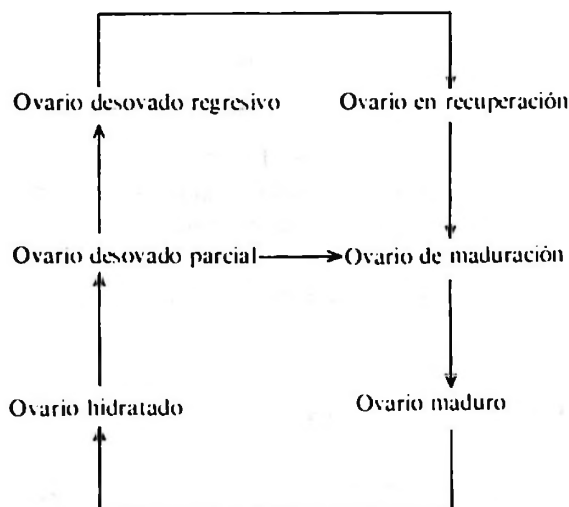 Ovario desovado regresivo
Ovario en recuperación
Ovario desovado parcial
Ovario de maduración
Ovario hidratado
Ovario maduro